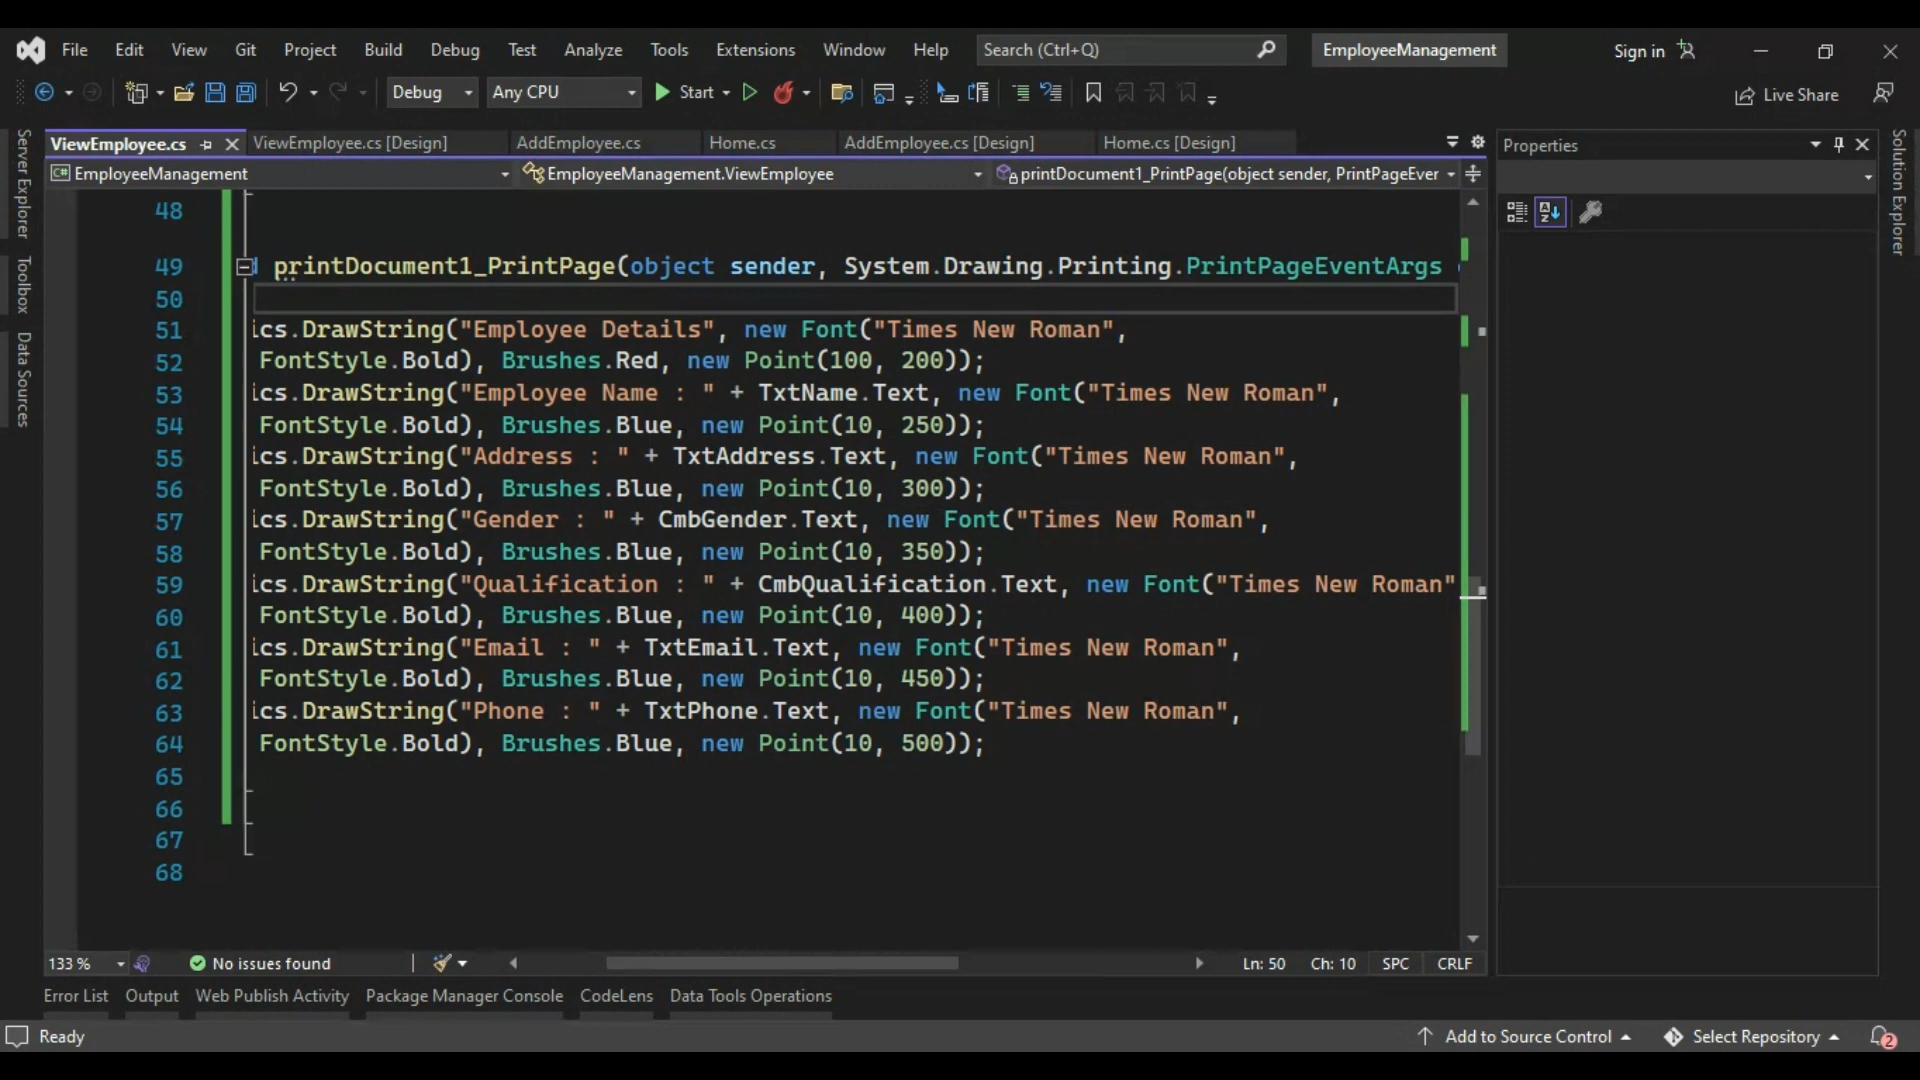 File Edit View Git Project Build Debug Test Analyze Tools Extensions Window Help Search (Ctrl+Q) EmployeeManagement Sign in
Debug Any CPU Start Live Share
ViewEmployee.cs ViewEmployee.cs [Design] AddEmployee.cs Home.cs AddEmployee.cs [Design] Home.cs [Design] Properties
C# EmployeeManagement EmployeeManagement.ViewEmployee printDocument1_PrintPage(object sender, PrintPageEver
Server Explorer
Toolbox
Data Sources
Solution Explorer
48
49 printDocument1_PrintPage(object sender, System.Drawing.Printing.PrintPageEventArgs
50
51 ics.DrawString("Employee Details", new Font("Times New Roman",
52 FontStyle.Bold), Brushes.Red, new Point(100, 200));
53 ics.DrawString("Employee Name : " + TxtName.Text, new Font("Times New Roman",
54 FontStyle.Bold), Brushes.Blue, new Point(10, 250));
55 ics.DrawString("Address : " + TxtAddress.Text, new Font("Times New Roman",
56 FontStyle.Bold), Brushes.Blue, new Point(10, 300));
57 ics.DrawString("Gender : " + CmbGender.Text, new Font("Times New Roman",
58 FontStyle.Bold), Brushes.Blue, new Point(10, 350));
59 ics.DrawString("Qualification : " + CmbQualification.Text, new Font("Times New Roman"
60 FontStyle.Bold), Brushes.Blue, new Point(10, 400));
61 ics.DrawString("Email : " + TxtEmail.Text, new Font("Times New Roman",
62 FontStyle.Bold), Brushes.Blue, new Point(10, 450));
63 ics.DrawString("Phone : " + TxtPhone.Text, new Font("Times New Roman",
64 FontStyle.Bold), Brushes.Blue, new Point(10, 500));
65
66
67
68
133 % No issues found Ln: 50 Ch: 10 SPC CRLF
Error List Output Web Publish Activity Package Manager Console CodeLens Data Tools Operations
Ready Add to Source Control Select Repository 2